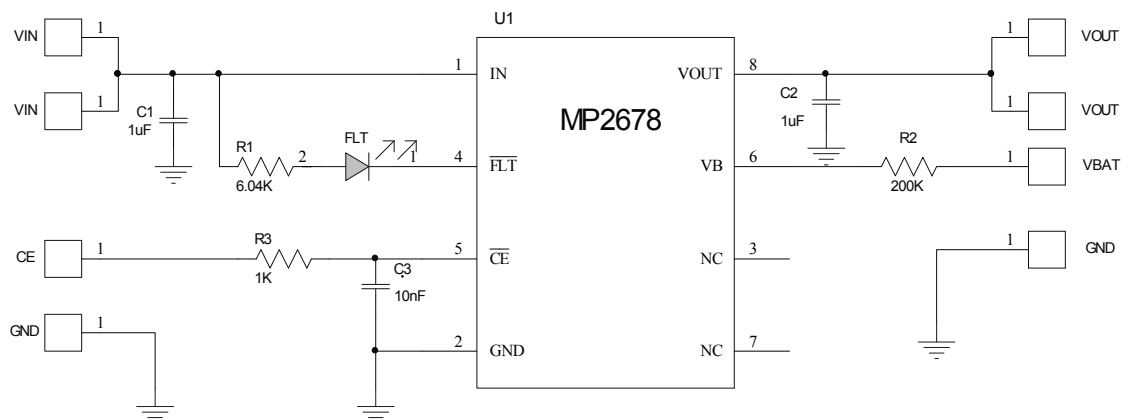 U1
VIN 1
VIN 1
C1
1uF
R1
6.04K
FLT
2 1
CE 1
R3
1K
C3
10nF
GND 1
1 IN
4 FLT
5 CE
2 GND
MP2678
VOUT 8
VB 6
NC 3
NC 7
C2
1uF
R2
200K
1 VOUT
1 VOUT
1 VBAT
1 GND